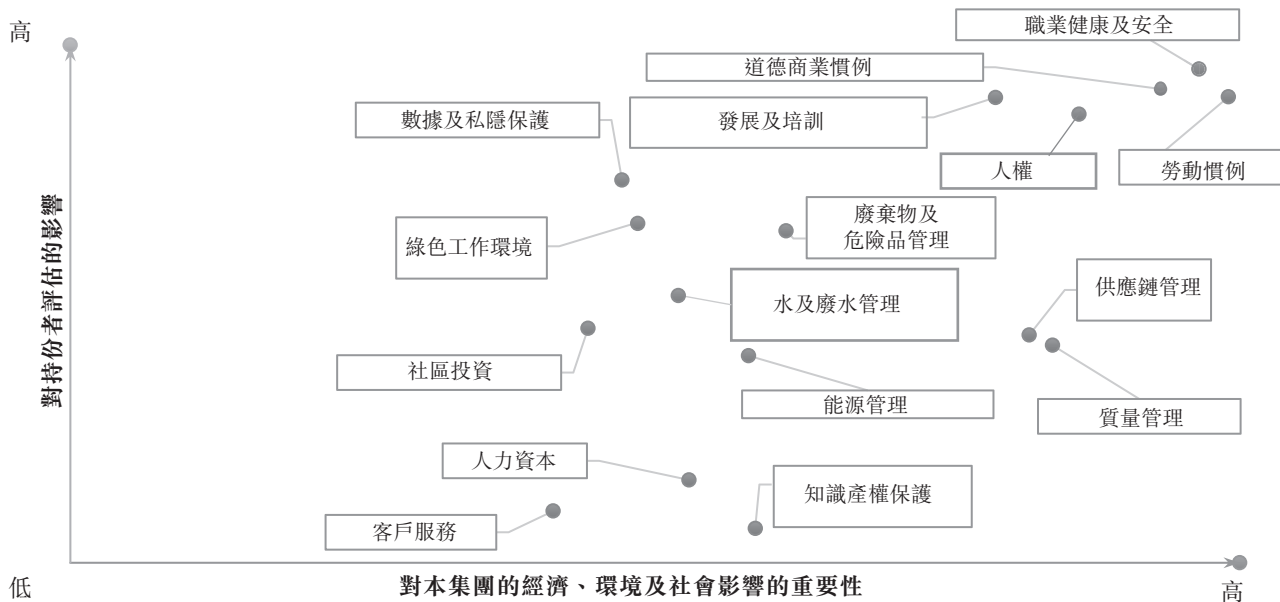 高
職業健康及安全
道德商業慣例
數據及私隱保護
發展及培訓
人權
勞動慣例
對持份者評估的影響
廢棄物及
危險品管理
綠色工作環境
水及廢水管理
供應鏈管理
社區投資
能源管理
質量管理
人力資本
知識產權保護
客戶服務
低
對本集團的經濟、環境及社會影響的重要性
高